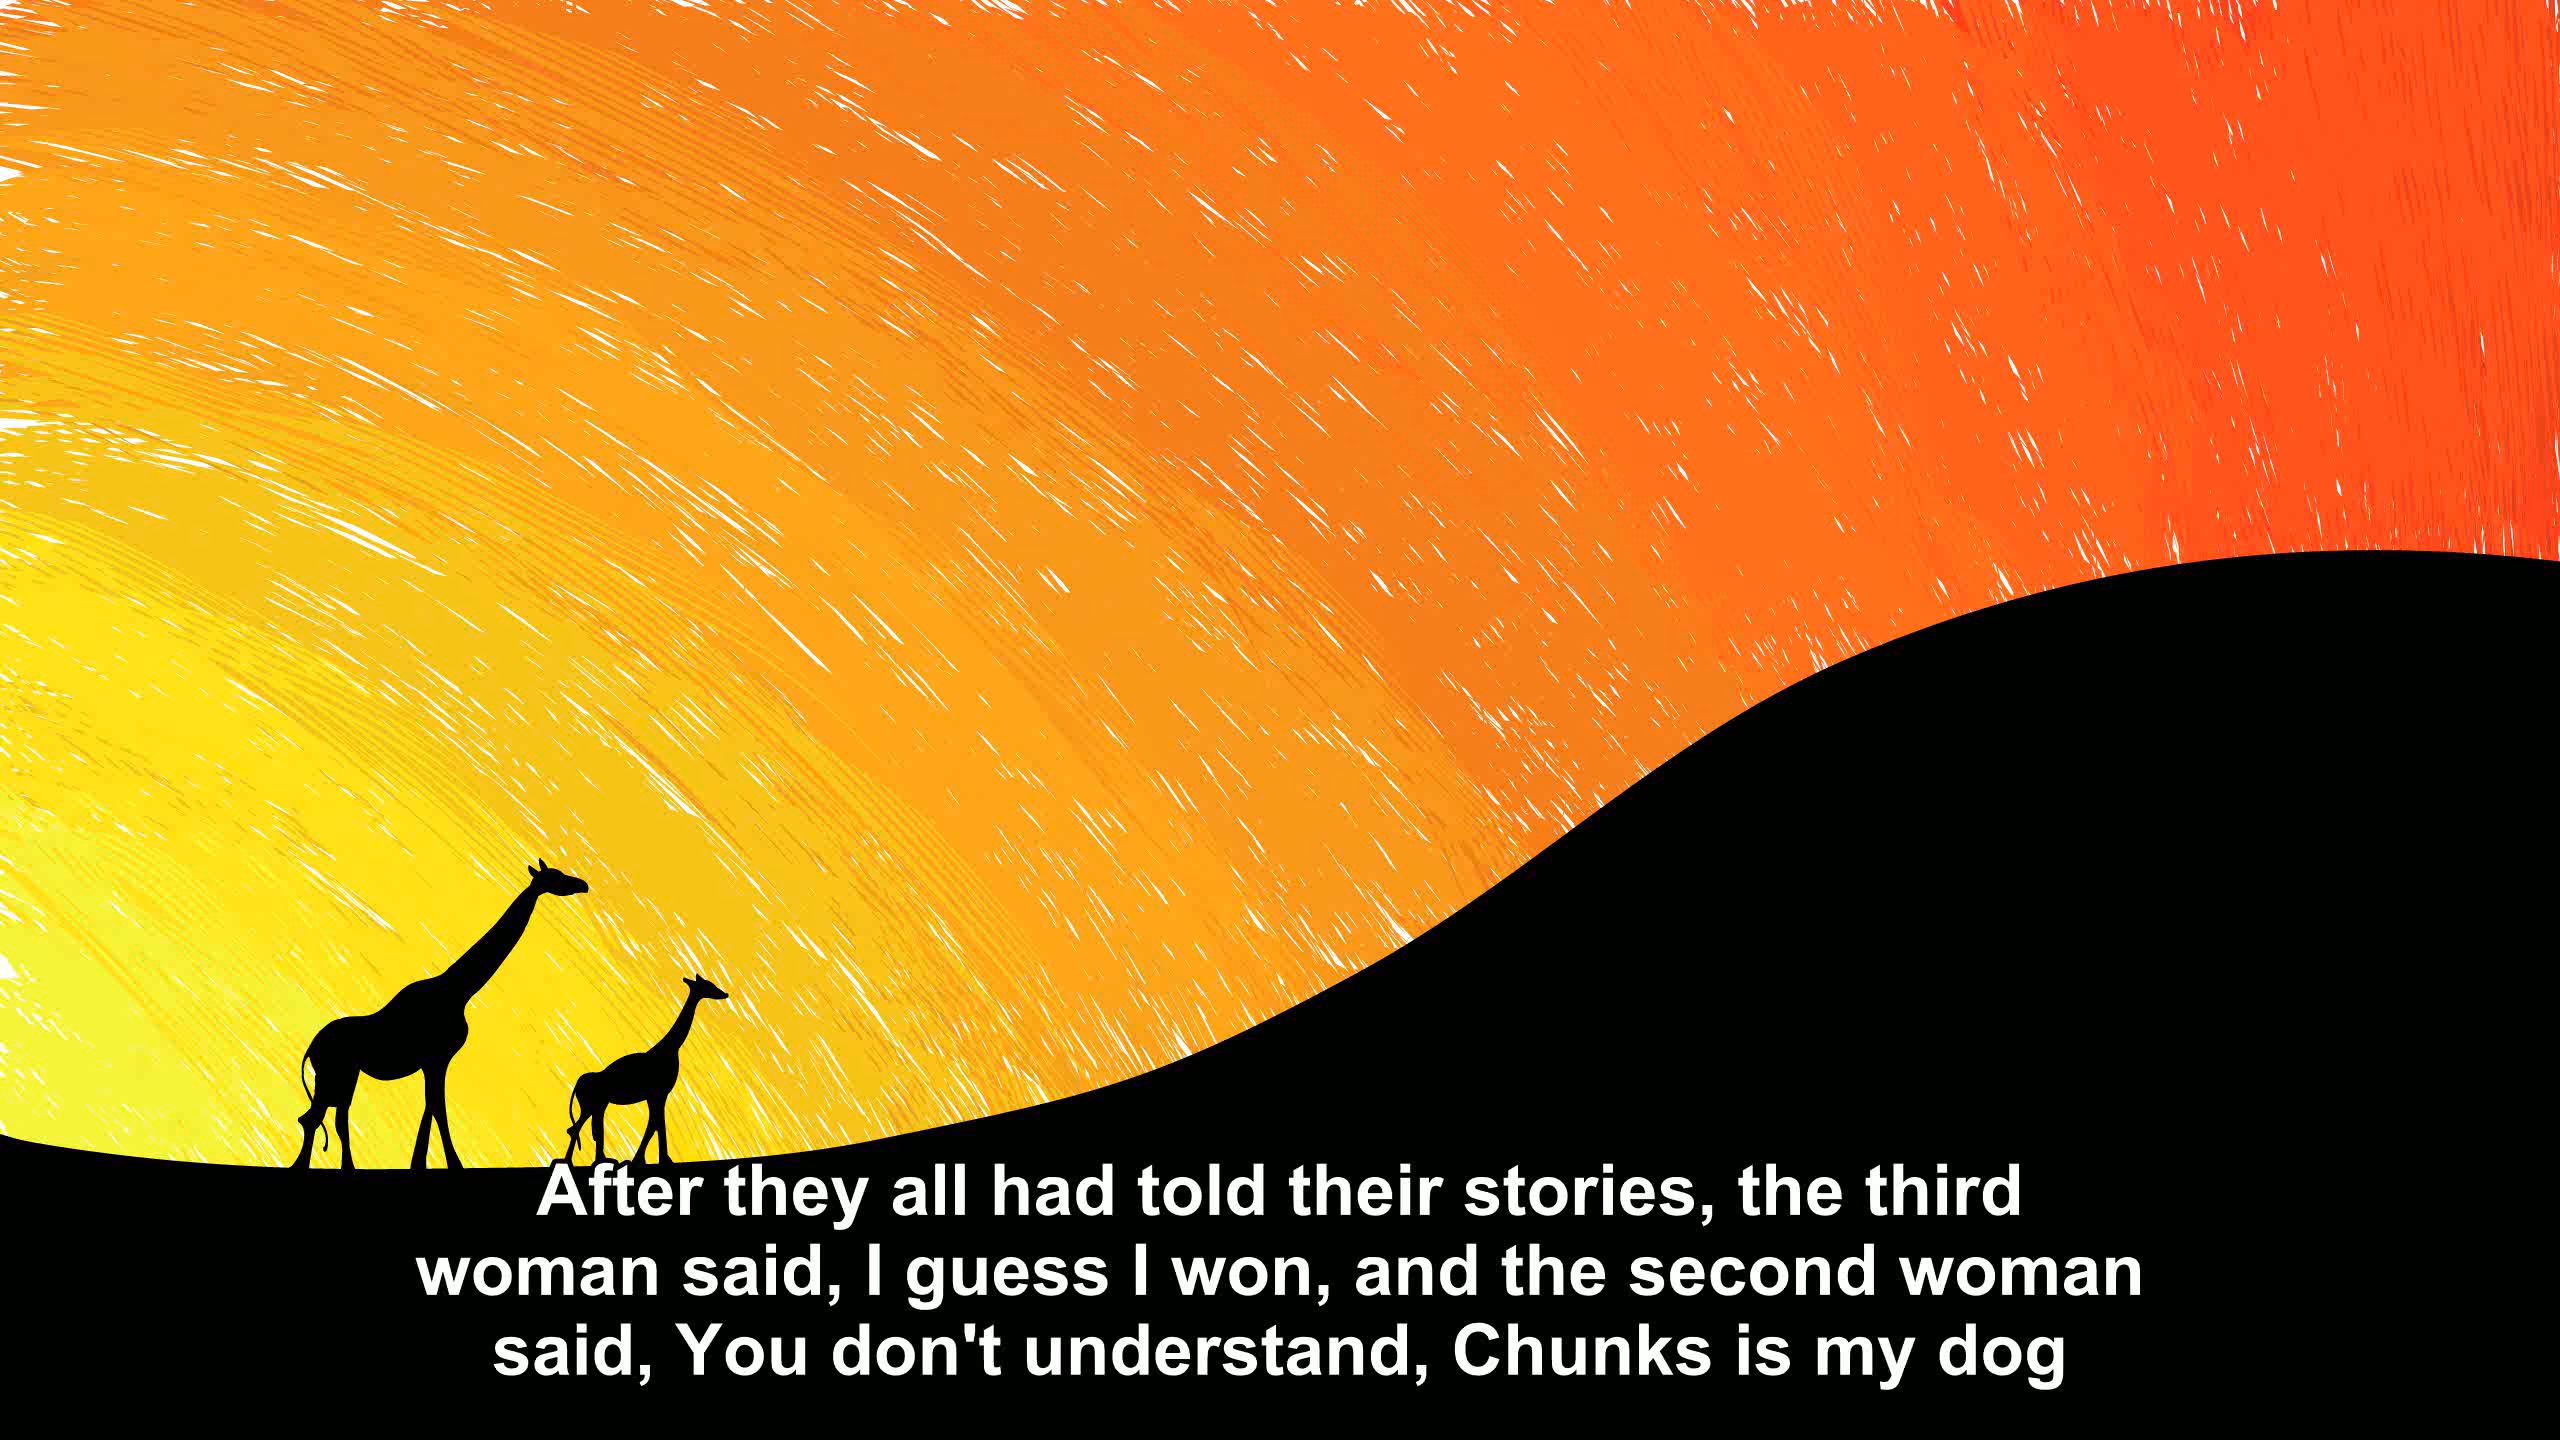 After they all had told their stories, the third
woman said, I guess I won, and the second woman
said, You don't understand, Chunks is my dog